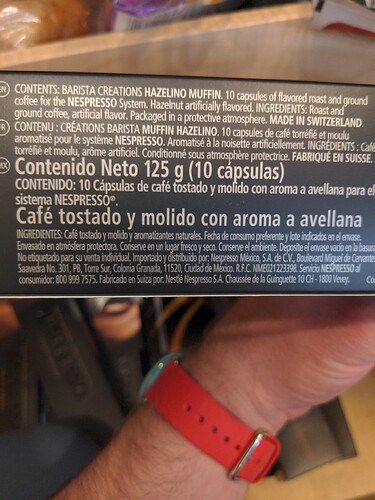 EN CONTENTS: BARISTA CREATIONS HAZELINO MUFFIN. 10 capsules of flavored roast and ground
coffee for the NESPRESSO System. Hazelnut artificially flavored. INGREDIENTS: Roast and
ground coffee, artificial flavor. Packaged in a protective atmosphere. MADE IN SWITZERLAND.
FR CONTENU : CRÉATIONS BARISTA MUFFIN HAZELINO. 10 capsules de café torréfié et moulu
aromatisé pour le système NESPRESSO. Aromatisé à la noisette artificiellement. INGRÉDIENTS : Café
torréfié et moulu, arôme artificiel. Conditionné sous atmosphère protectrice. FABRIQUÉ EN SUISSE.
MX Contenido Neto 125 g (10 cápsulas)
CONTENIDO: 10 Cápsulas de café tostado y molido con aroma a avellana para el
sistema NESPRESSO®.
Café tostado y molido con aroma a avellana
INGREDIENTES: Café tostado y molido y aromatizantes naturales. Fecha de consumo preferente y lote indicados en el envase.
Envasado en atmósfera protectora. Conserve en un lugar fresco y seco. Conserve el ambiente. Deposite el envase vacío en la basura.
No etiquetado para su venta individual. Importado y distribuido por: Nespresso México, S.A. de C.V., Boulevard Miguel de Cervantes
Saavedra No. 301, PB, Torre Sur, Colonia Granada, 11520, Ciudad de México. R.F.C. NME021223398. Servicio NESPRESSO al
consumidor: 800 999 7575. Fabricado en Suiza por: Nestlé Nespresso S.A. Chaussée de la Guinguette 10 CH - 1800 Vevey.